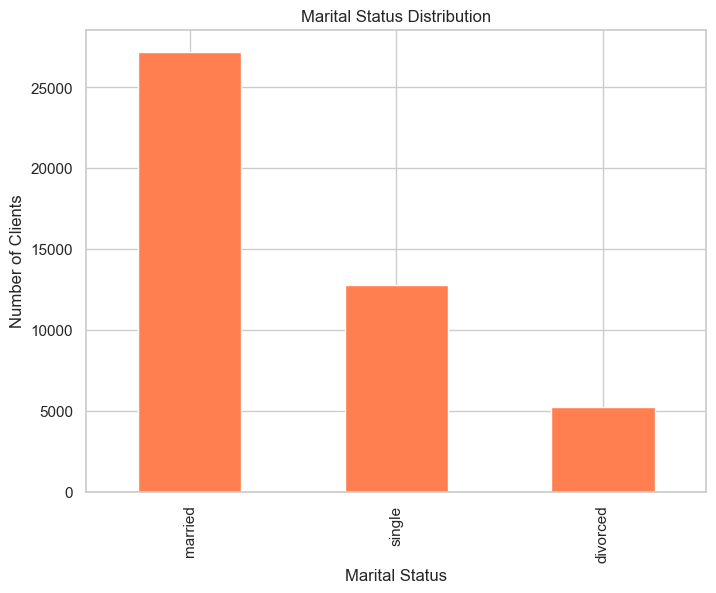 Marital Status Distribution
Number of Clients
25000
20000
15000
10000
5000
0
married
single
divorced
Marital Status